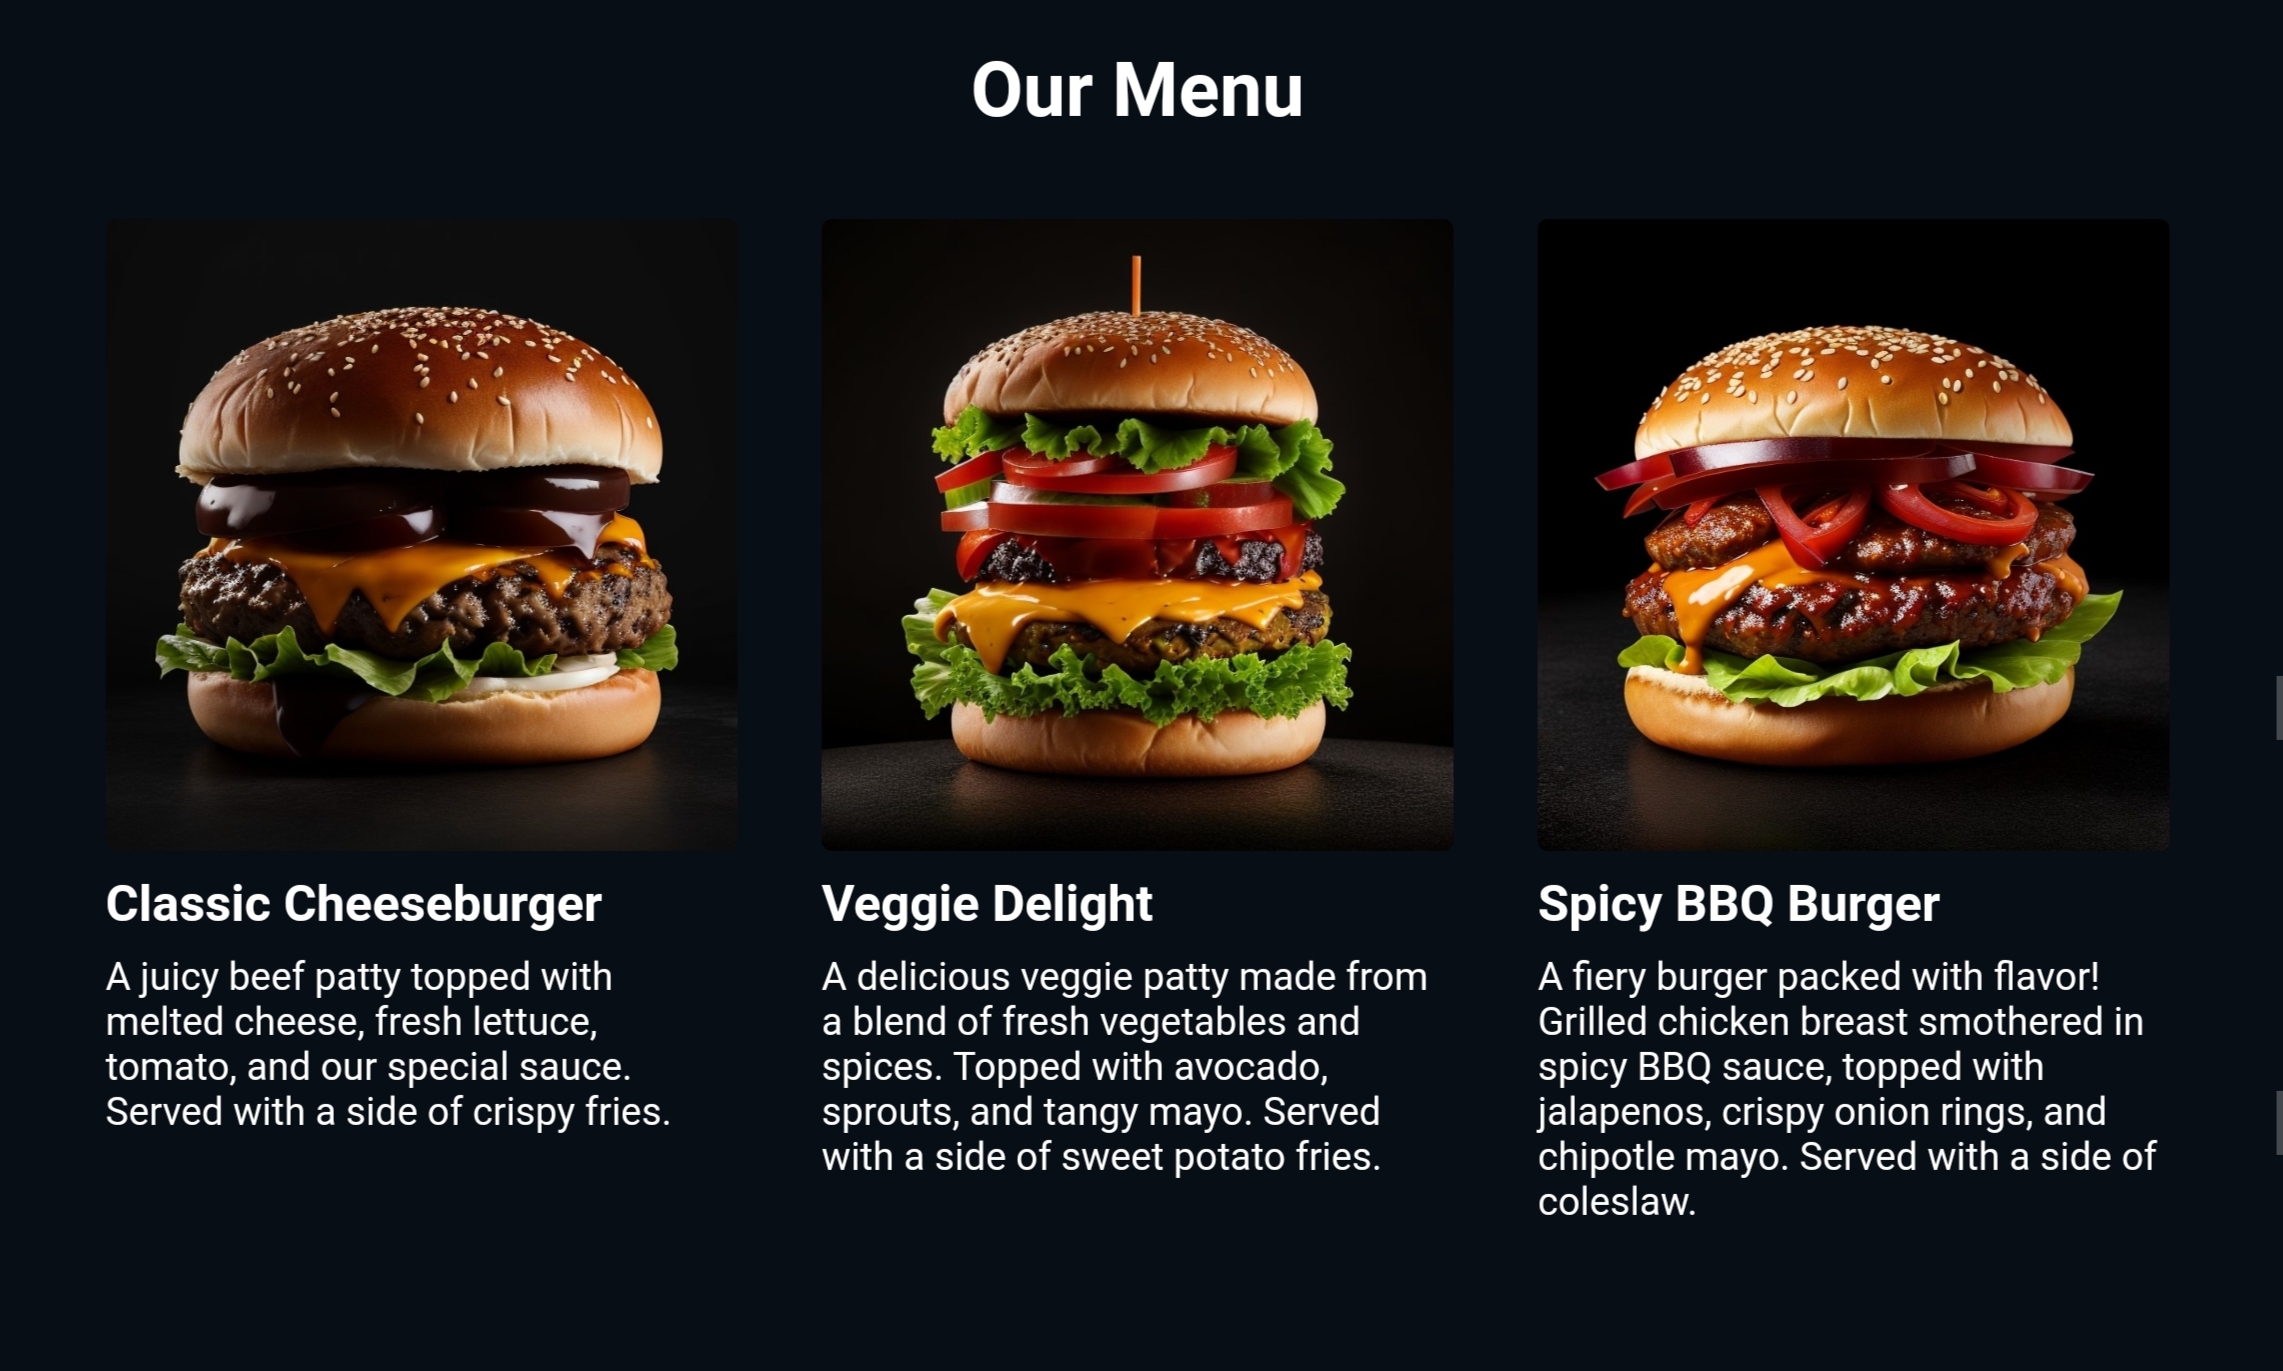 Our Menu
Classic Cheeseburger
A juicy beef patty topped with
melted cheese, fresh lettuce,
tomato, and our special sauce.
Served with a side of crispy fries.
Veggie Delight
A delicious veggie patty made from
a blend of fresh vegetables and
spices. Topped with avocado,
sprouts, and tangy mayo. Served
with a side of sweet potato fries.
Spicy BBQ Burger
A fiery burger packed with flavor!
Grilled chicken breast smothered in
spicy BBQ sauce, topped with
jalapenos, crispy onion rings, and
chipotle mayo. Served with a side of
coleslaw.